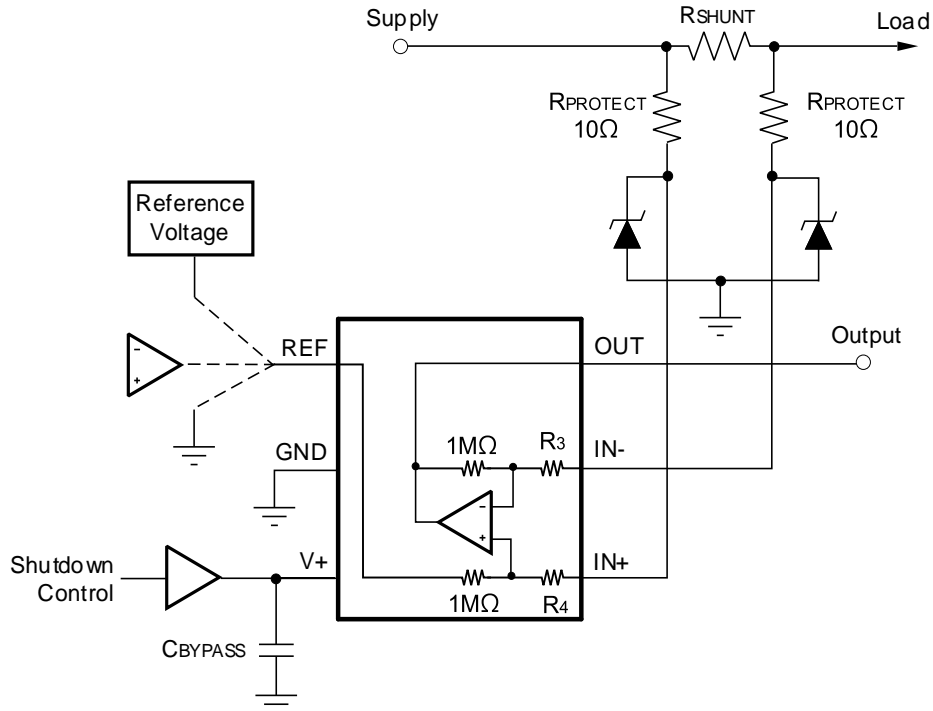 Supply
RSHUNT
Load
RPROTECT
10Ω
RPROTECT
10Ω
Reference
Voltage
-
+
REF
OUT
Output
GND
1MΩ
R3
IN-
-
+
Shutdown
Control
V+
1MΩ
R4
IN+
CBYPASS